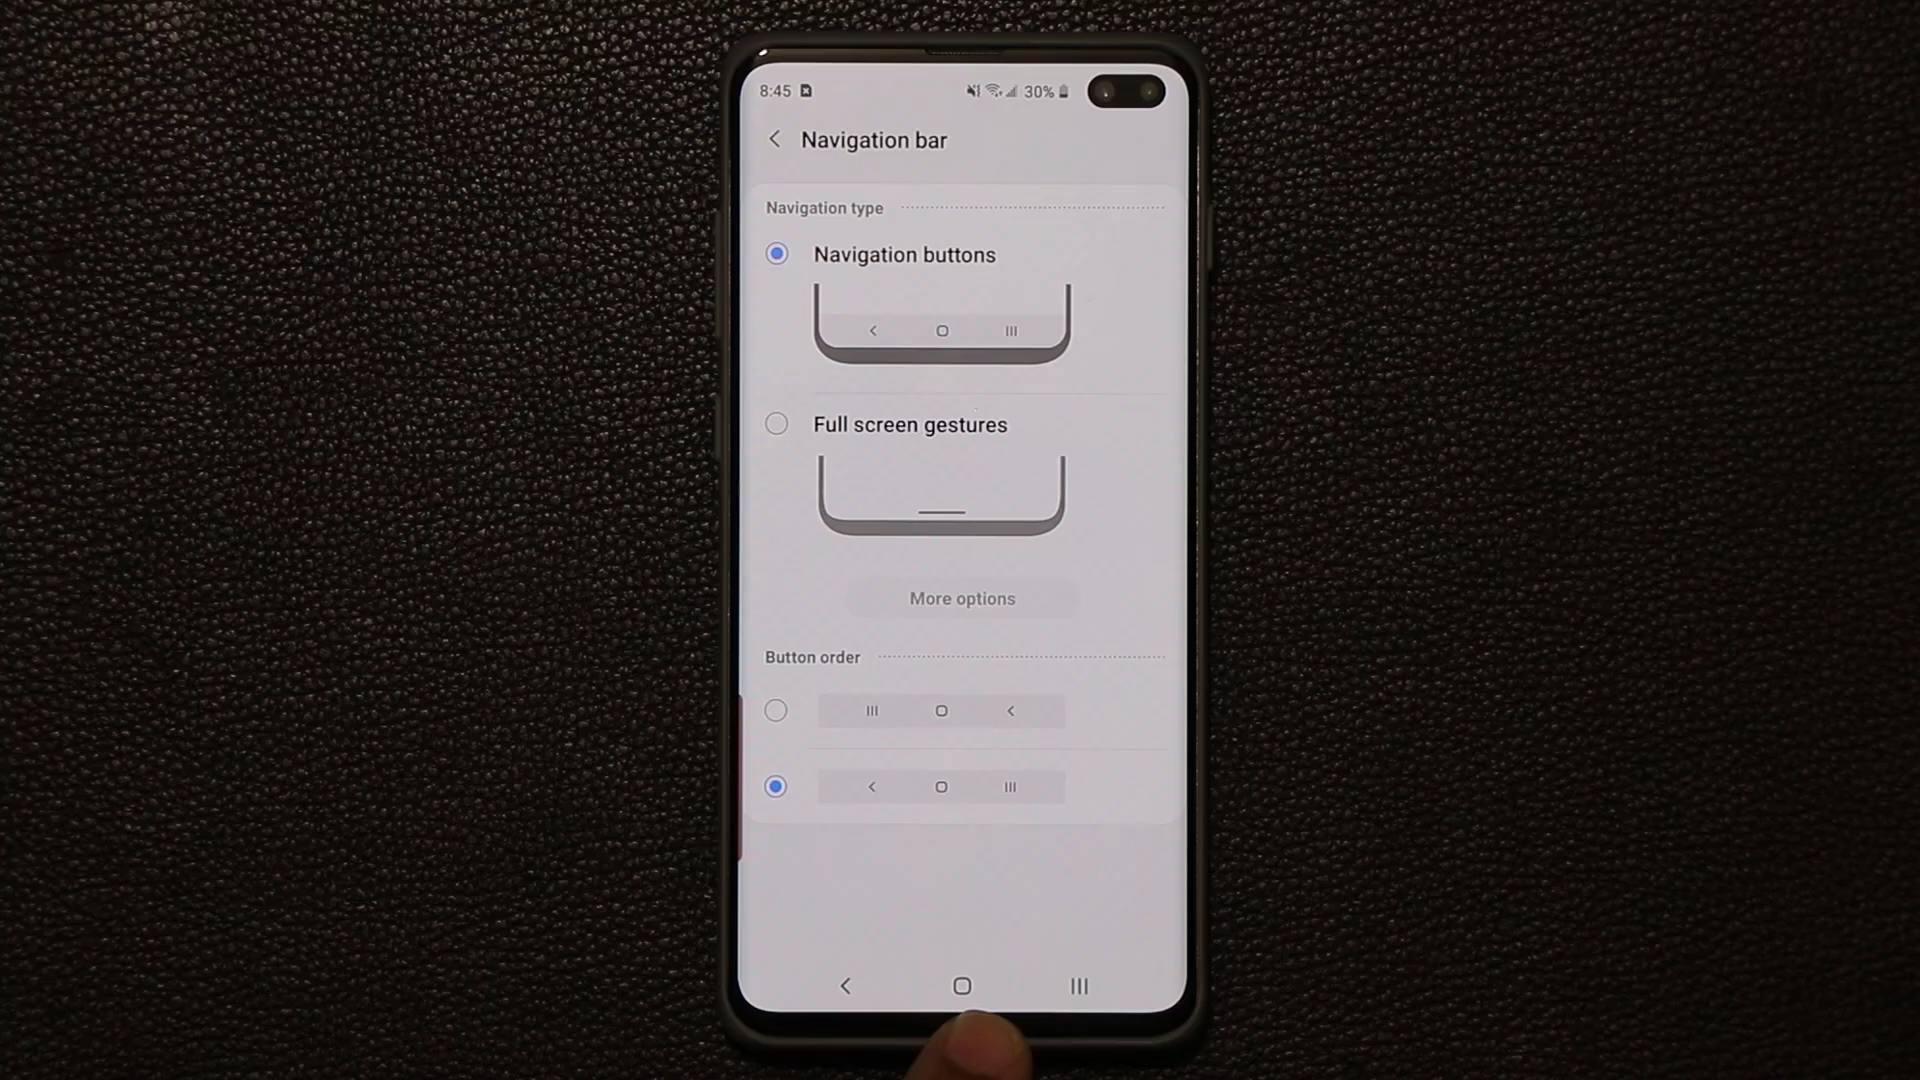 8:45 30%
Navigation bar
Navigation type
Navigation buttons
Full screen gestures
More options
Button order